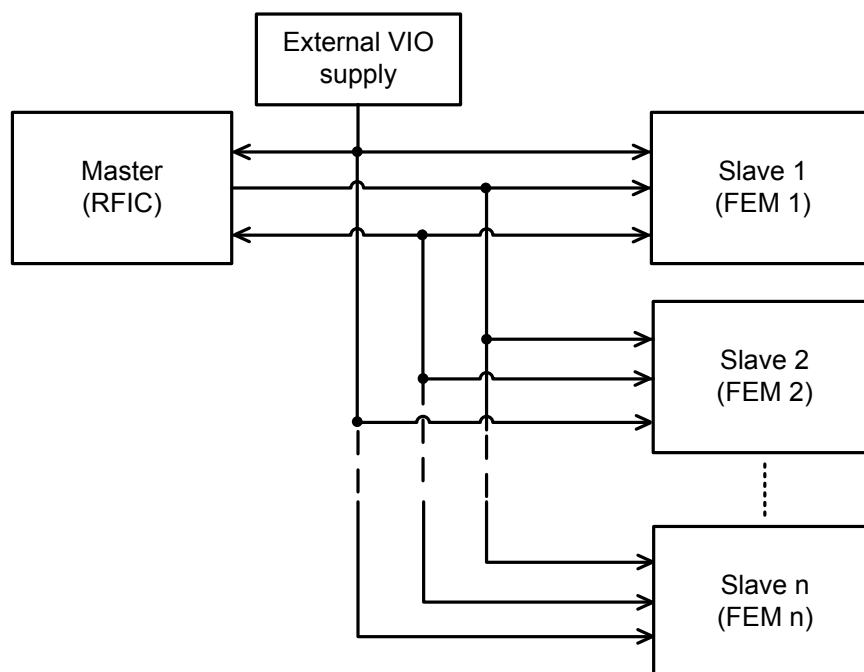 External VIO
supply
Master
(RFIC)
Slave 1
(FEM 1)
Slave 2
(FEM 2)
Slave n
(FEM n)